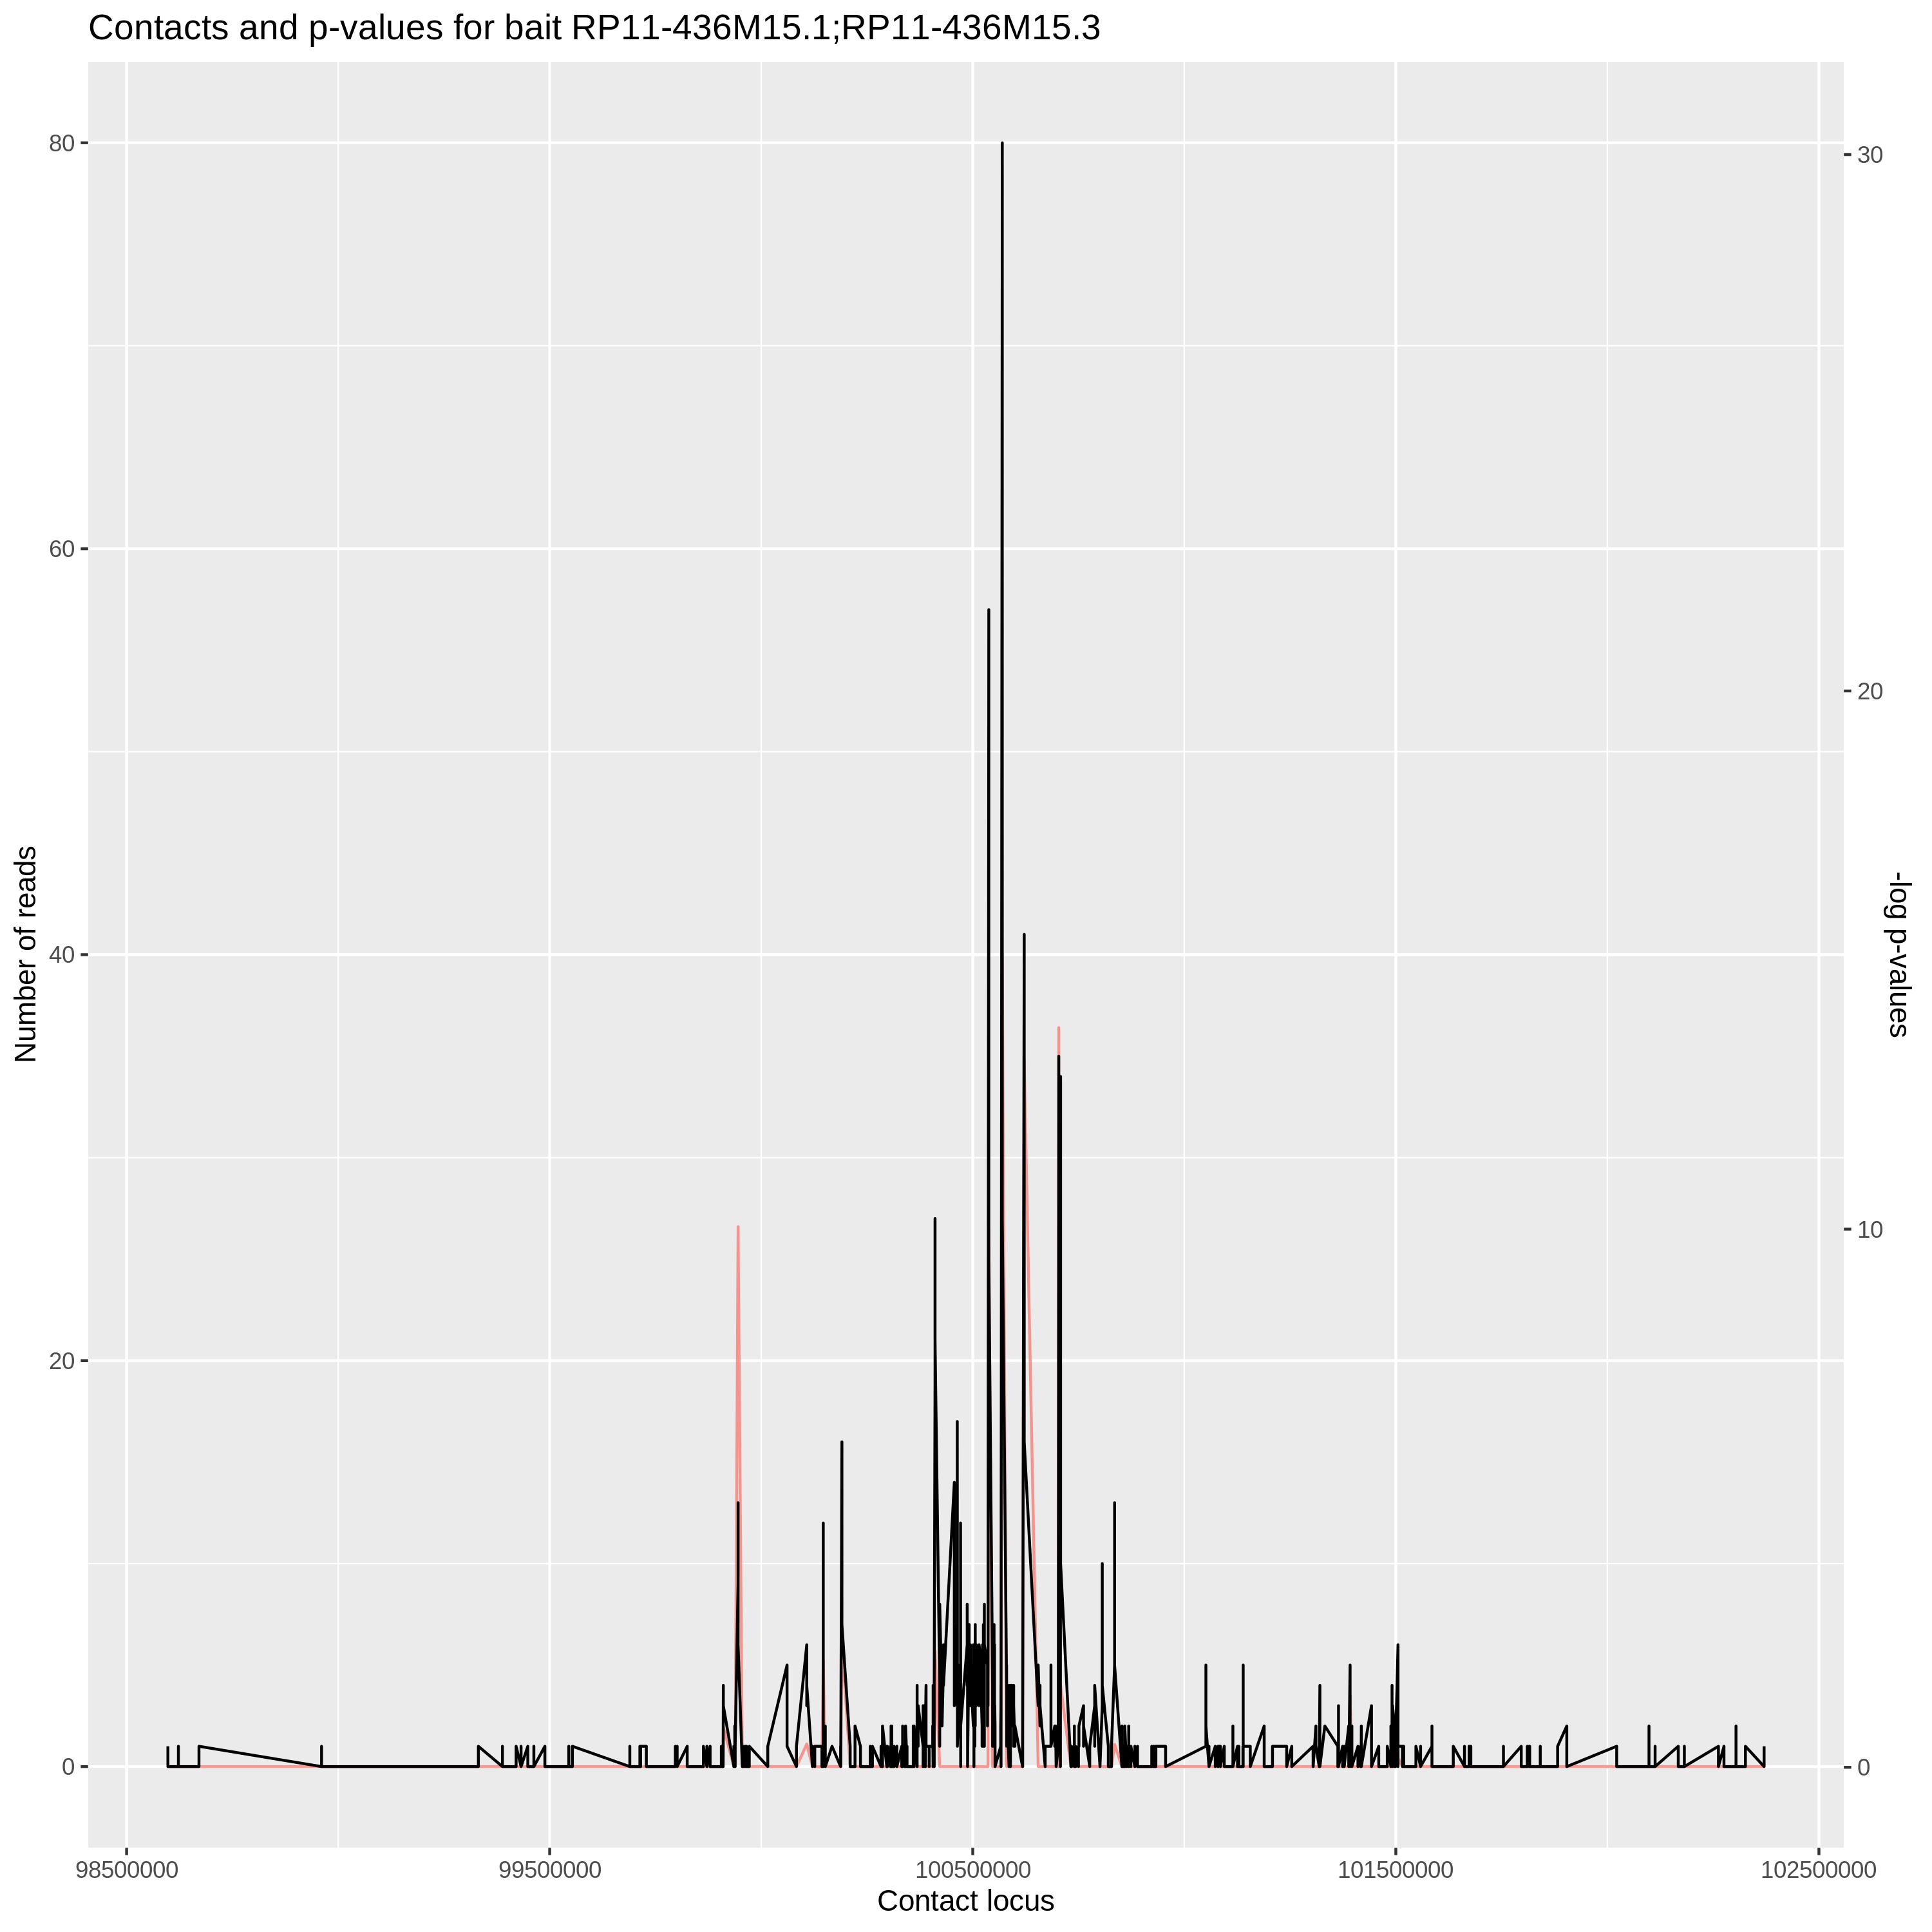 Contacts and p-values for bait RP11-436M15.1;RP11-436M15.3
80
60
40
20
0
Number of reads
30
20
10
0
-log p-values
98500000 99500000 100500000 101500000 102500000
Contact locus